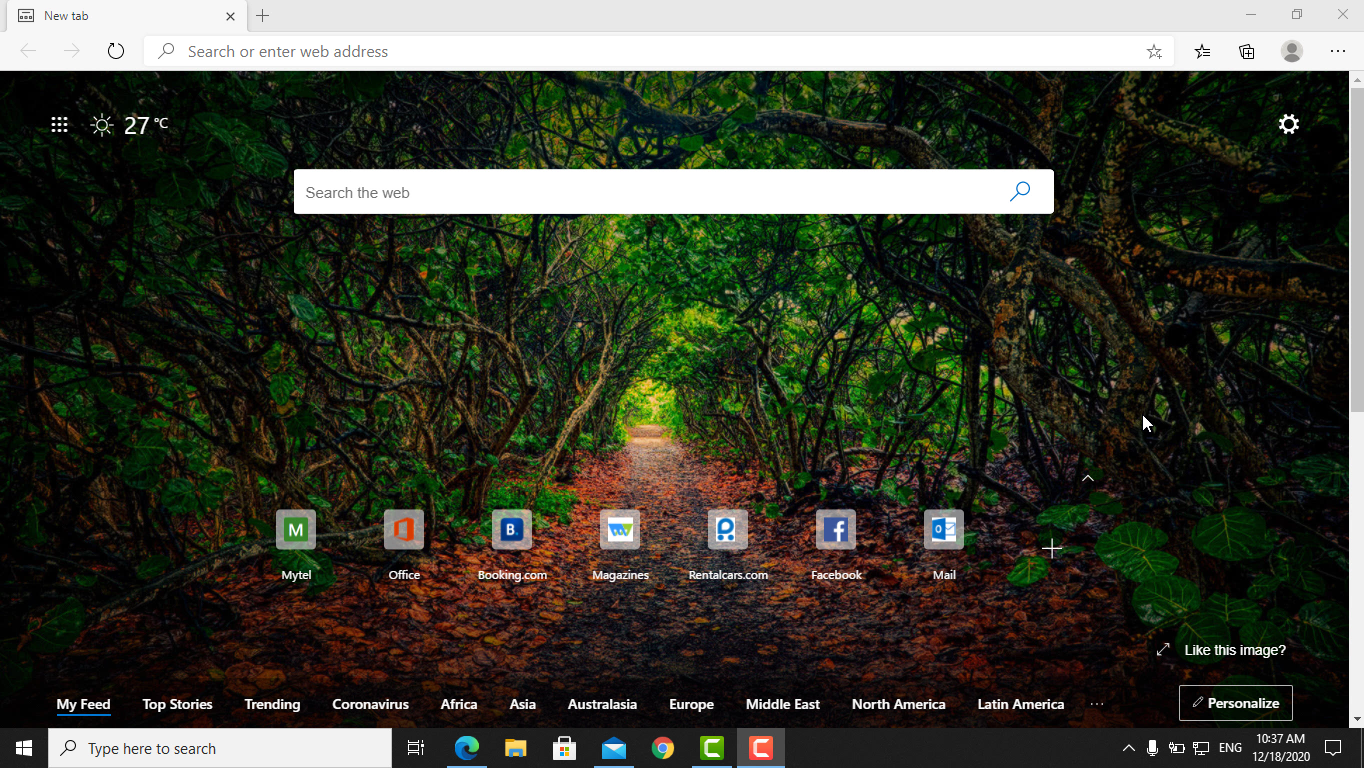 New tab
Search or enter web address
27 °C
Search the web
M
B.
Mytel
Office
Booking.com
Magazines
Rentalcars.com
Facebook
Mail
Like this image?
My Feed Top Stories Trending Coronavirus Africa Asia Australasia Europe Middle East North America Latin America ...
Personalize
Type here to search
ENG
10:37 AM
12/18/2020